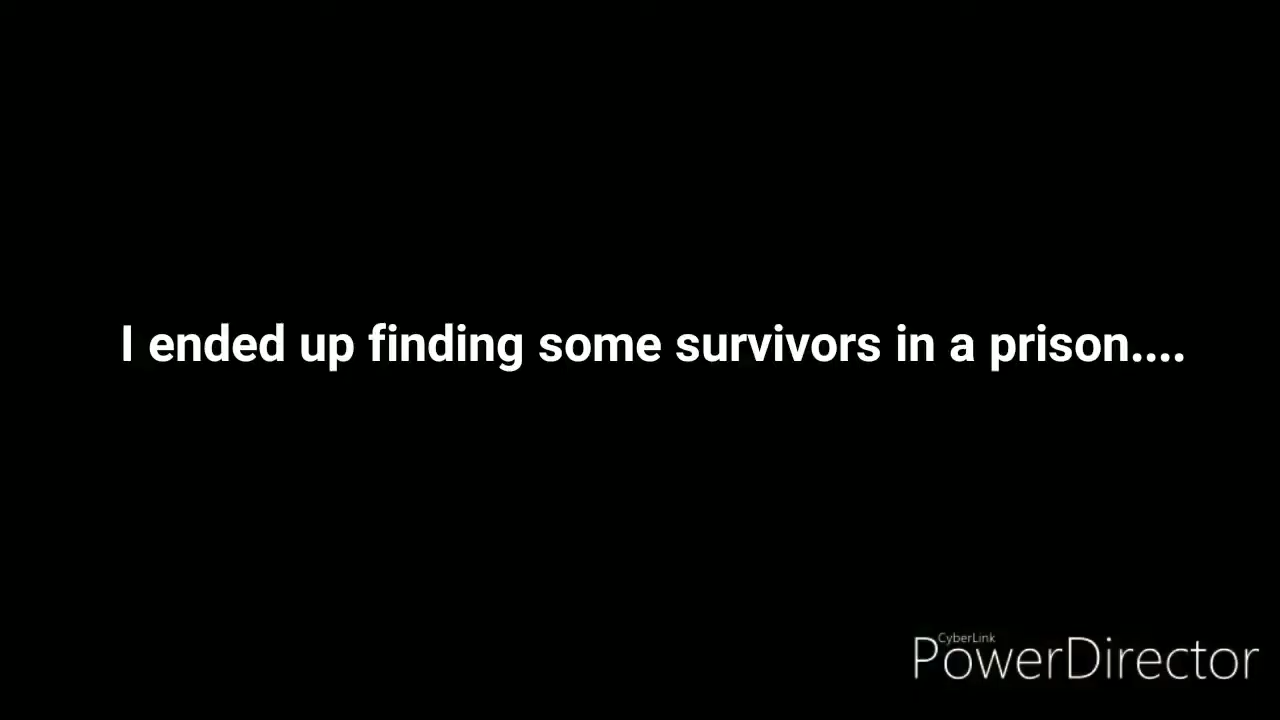 I ended up finding some survivors in a prison....
CyberLink
PowerDirector